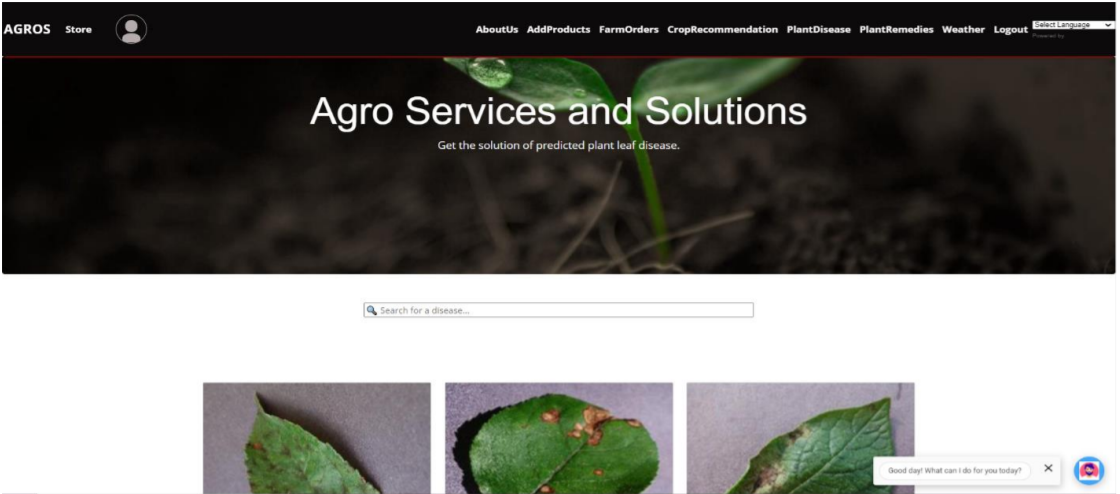 AGROS Store AboutUs AddProducts FarmOrders CropRecommendation PlantDisease PlantRemedies Weather Logout Select Language
Powered by
Agro Services and Solutions
Get the solution of predicted plant leaf disease.
Search for a disease...
Good day! What can I do for you today?